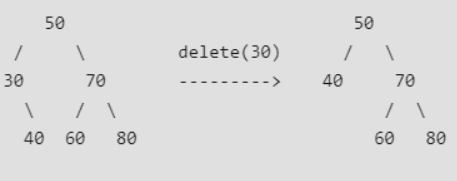 50                              50
/     \         delete(30)         /   \
30      70      --------->      40     70
\    /  \                         /  \
40  60   80                     60   80